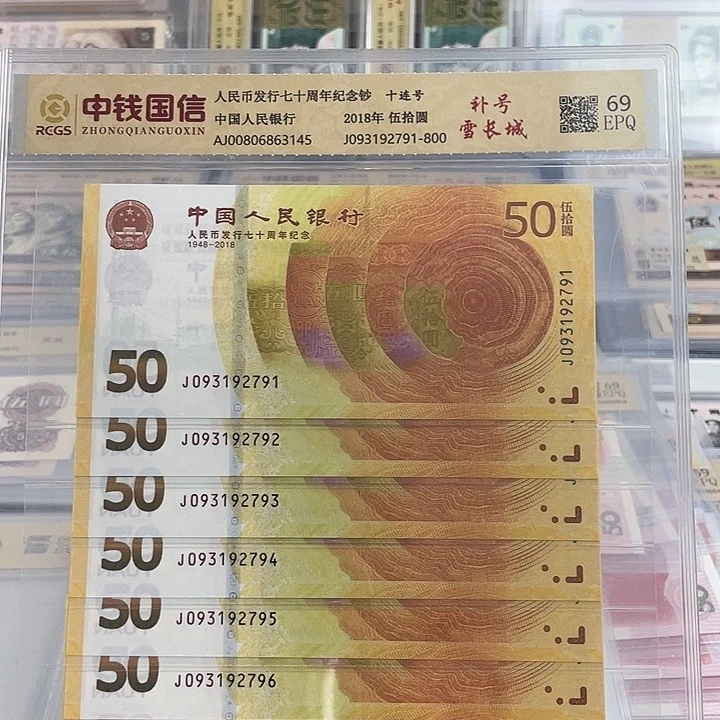 中钱国信
RCGS
ZHONGQIANGUOXIN
人民币发行七十周年纪念钞 十连号
中国人民银行 2018年 伍拾圆
AJ00806863145 J093192791-800
补号
雪长城
69
EPQ
中国人民银行
人民币发行七十周年纪念
1948-2018
50
伍拾圆
J093192791
50
J093192791
50
J093192792
50
J093192793
50
J093192794
50
J093192795
50
J093192796
69